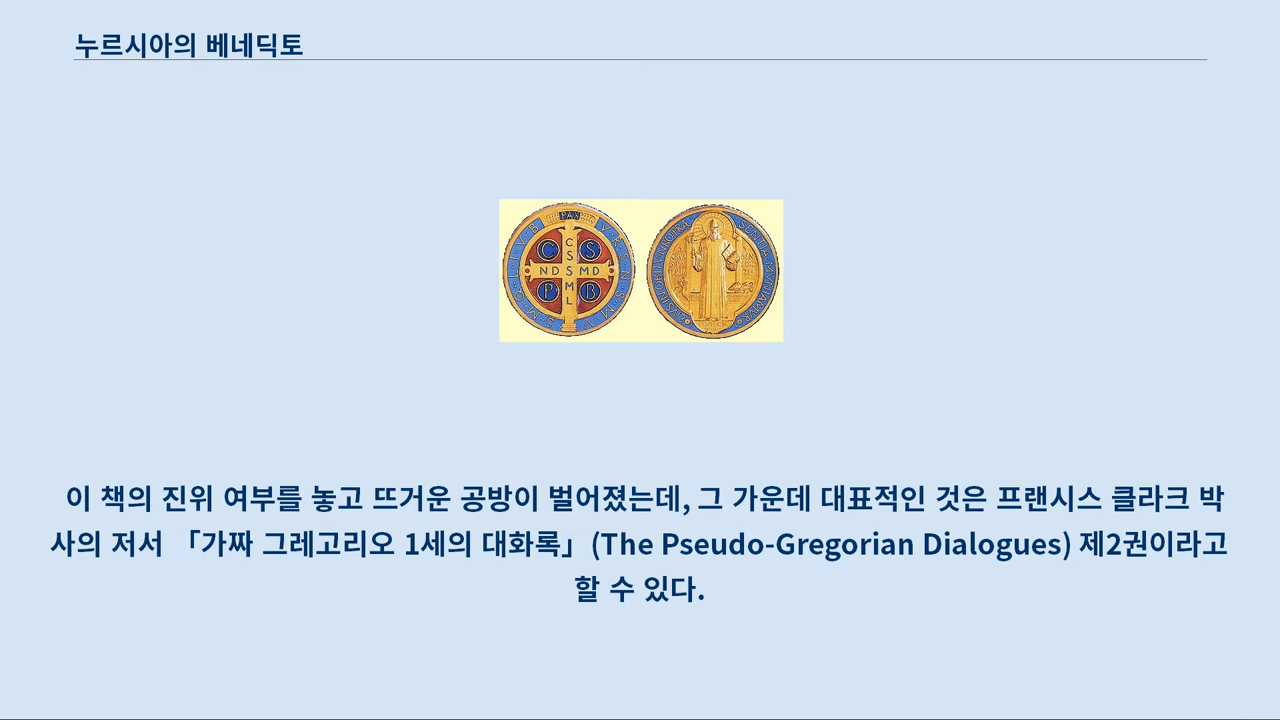 누르시아의 베네딕토
PAX
C S
C S S M L
N D S M D
P B
이 책의 진위 여부를 놓고 뜨거운 공방이 벌어졌는데, 그 가운데 대표적인 것은 프랜시스 클라크 박
사의 저서 「가짜 그레고리오 1세의 대화록」(The Pseudo-Gregorian Dialogues) 제2권이라고
할 수 있다.